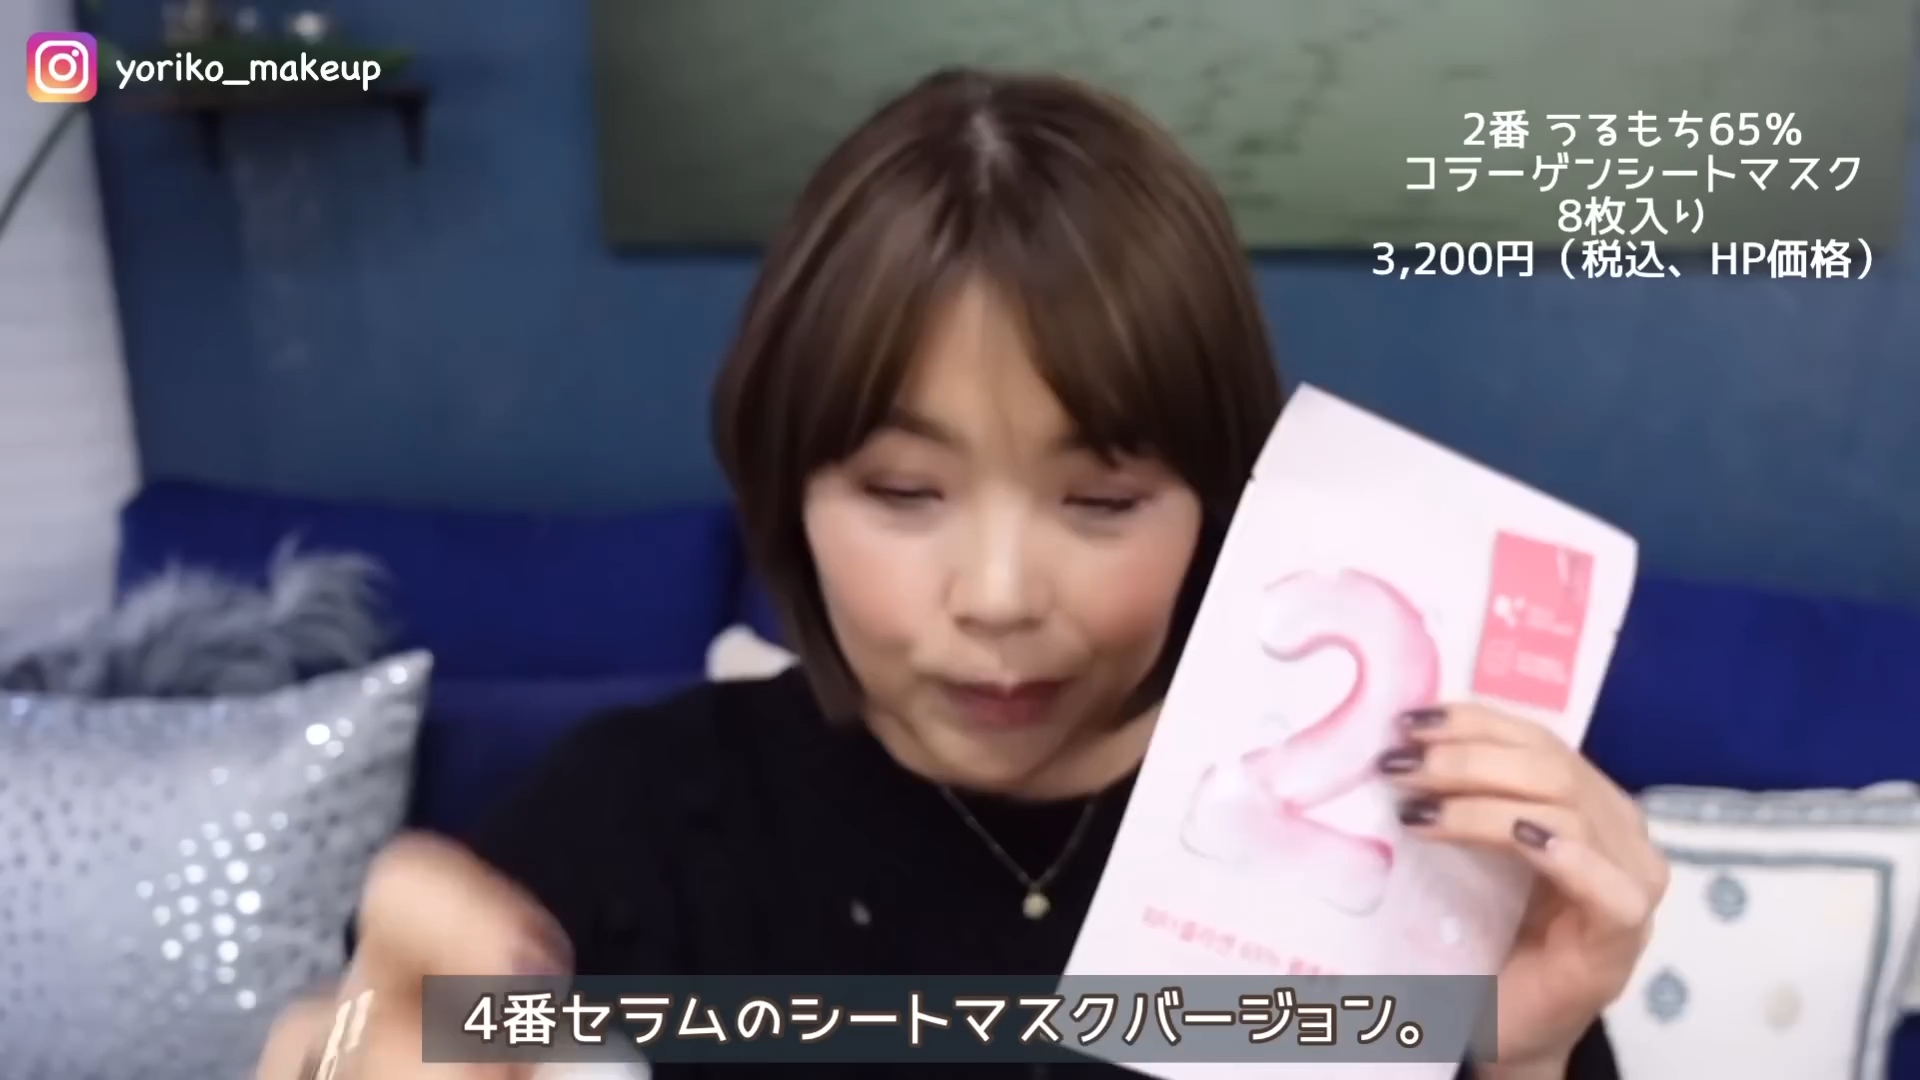 yoriko_makeup
2番 うるもち65%
コラーゲンシートマスク
8枚入り
3,200円（税込、HP価格）
2
4番セラムのシートマスクバージョン。